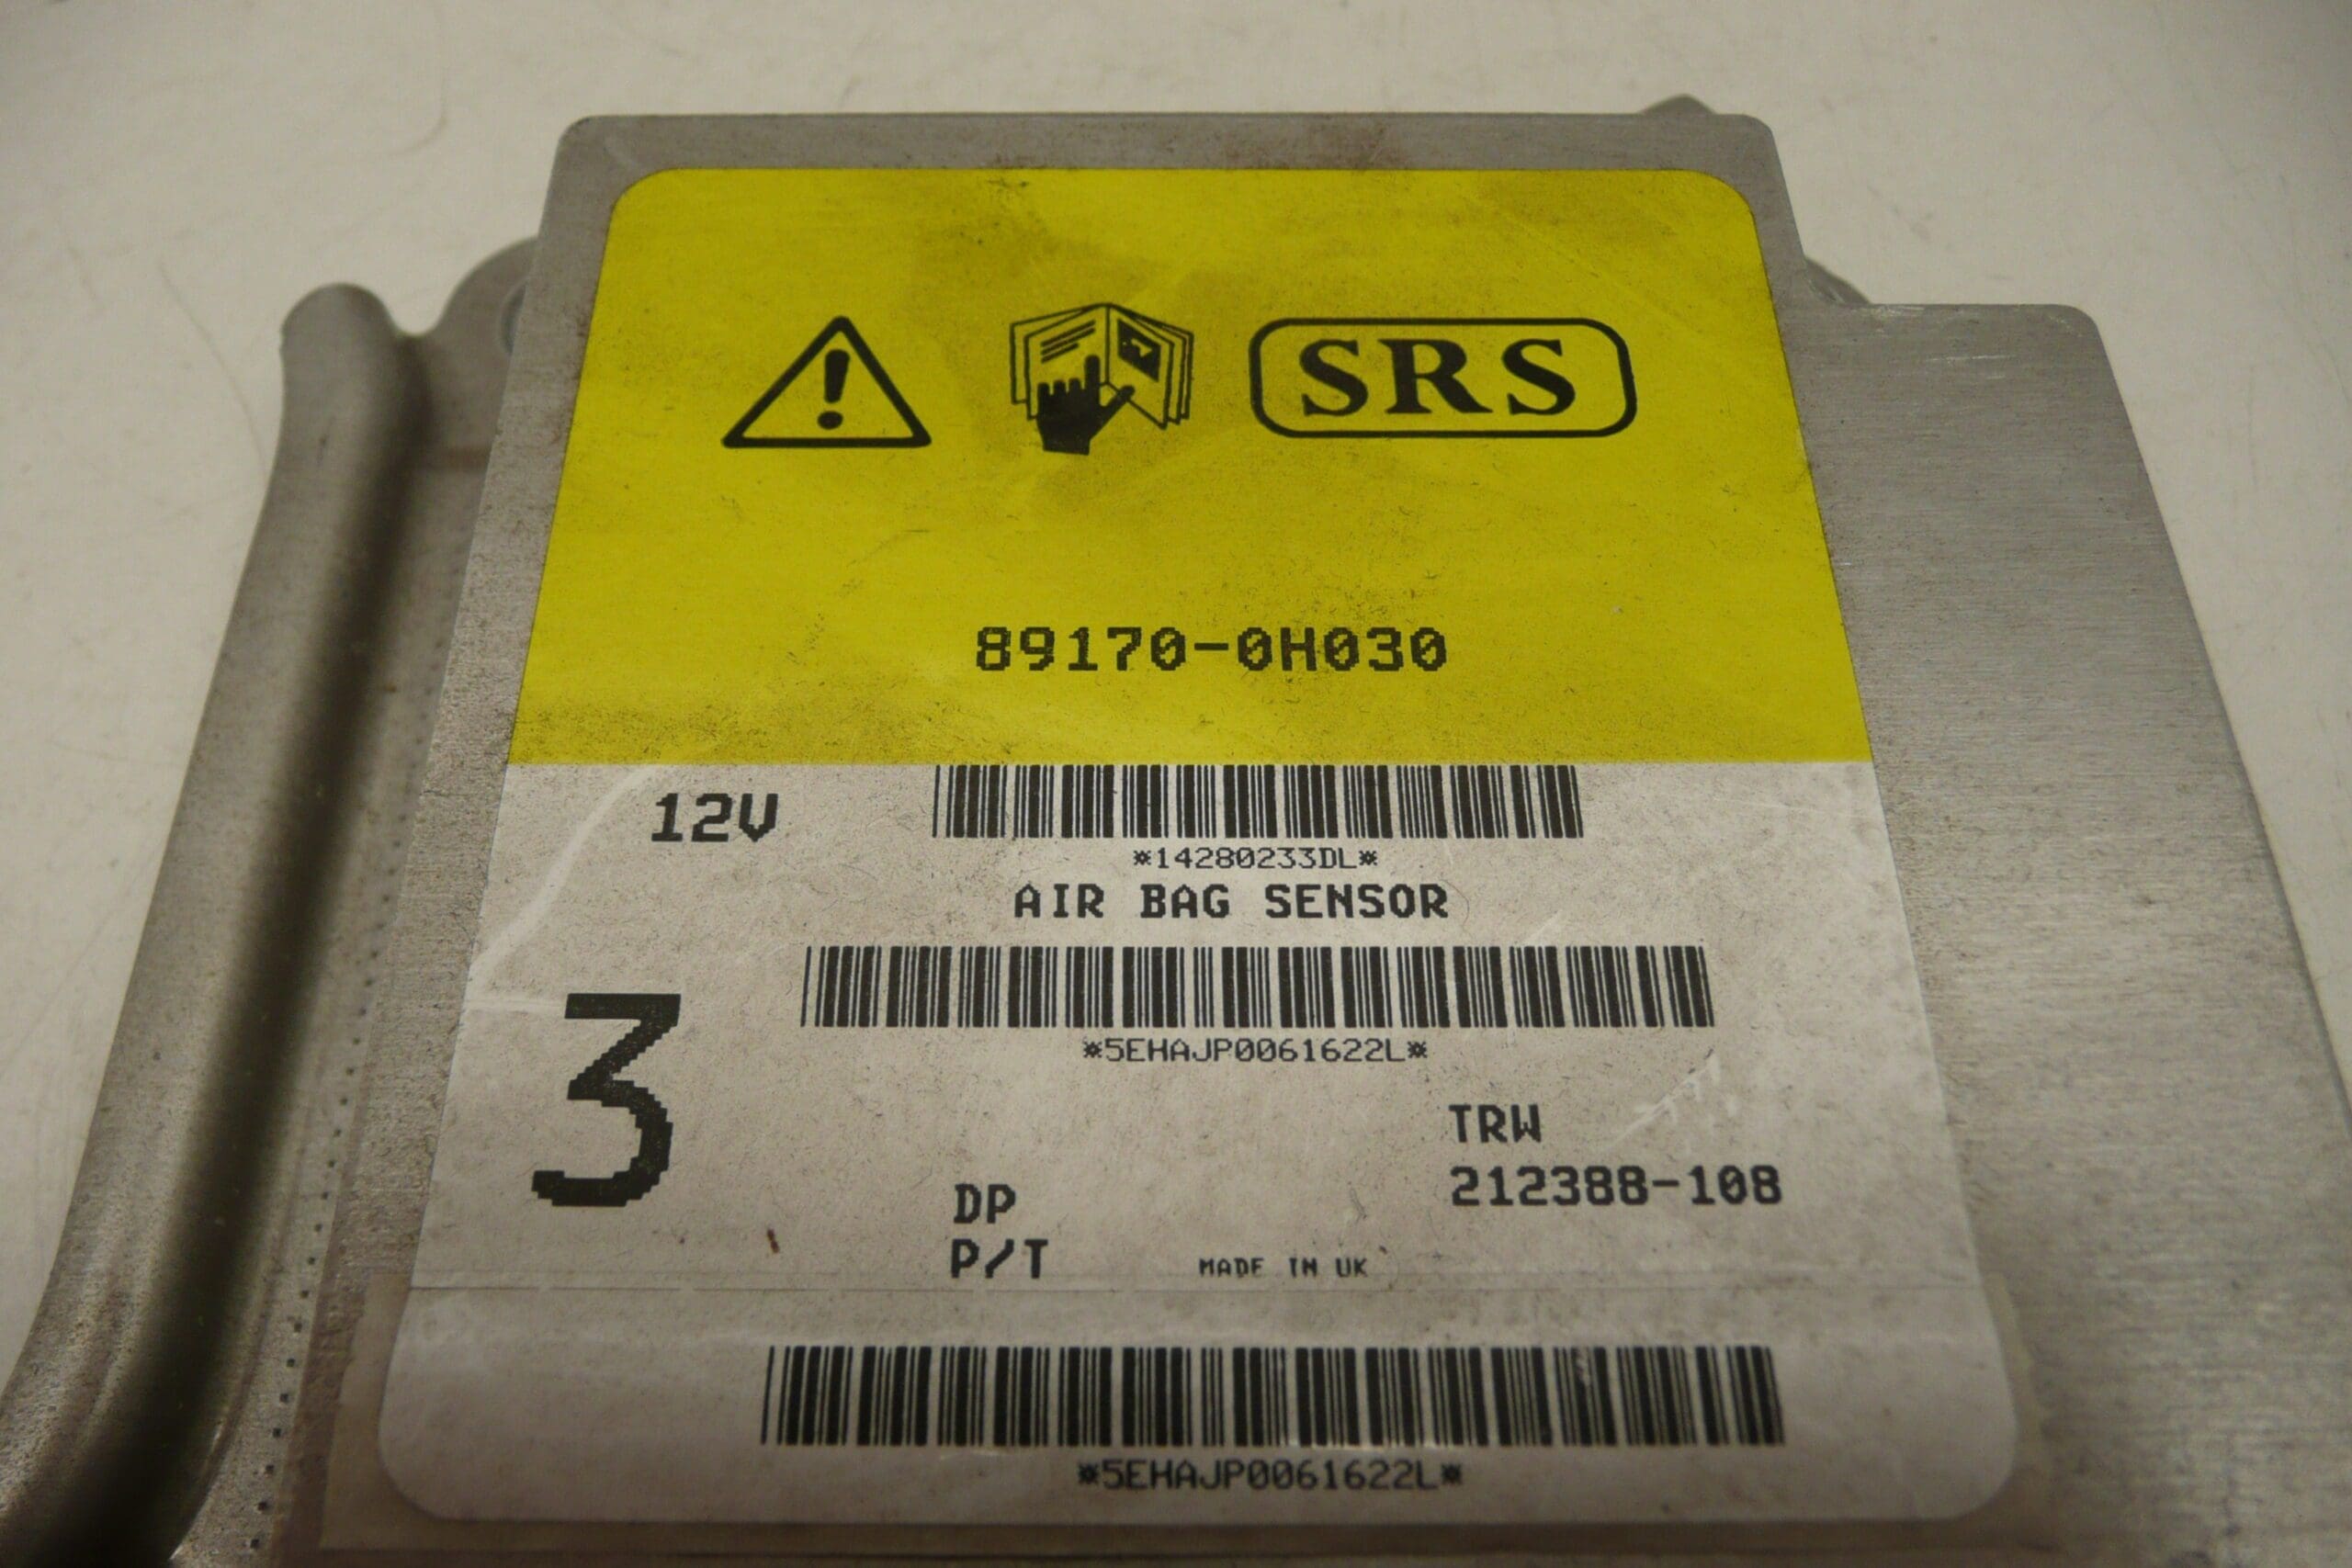 SRS
89170-0H030
12V
*14280233DL*
AIR BAG SENSOR
*5EHAJP0061622L*
3
TRW
212388-108
DP
P/T
MADE IN UK
*5EHAJP0061622L*